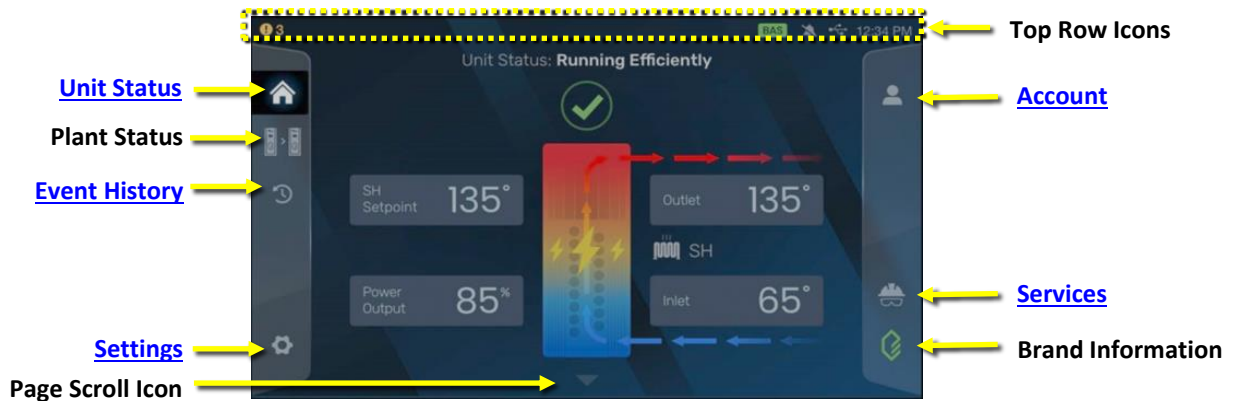 Top Row Icons
3
BAS
12:34 PM
Unit Status: Running Efficiently
Unit Status
Account
Plant Status
Event History
SH
Setpoint
135°
Outlet
135°
SH
Power
Output
85%
Inlet
65°
Services
Settings
Brand Information
Page Scroll Icon